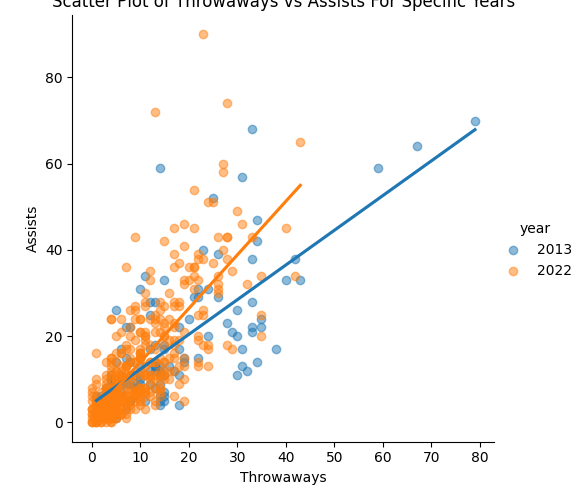 Scatter Plot of Throwaways vs Assists For Specific Years
80
60
40
20
0
Assists
0 10 20 30 40 50 60 70 80
Throwaways
year
2013
2022